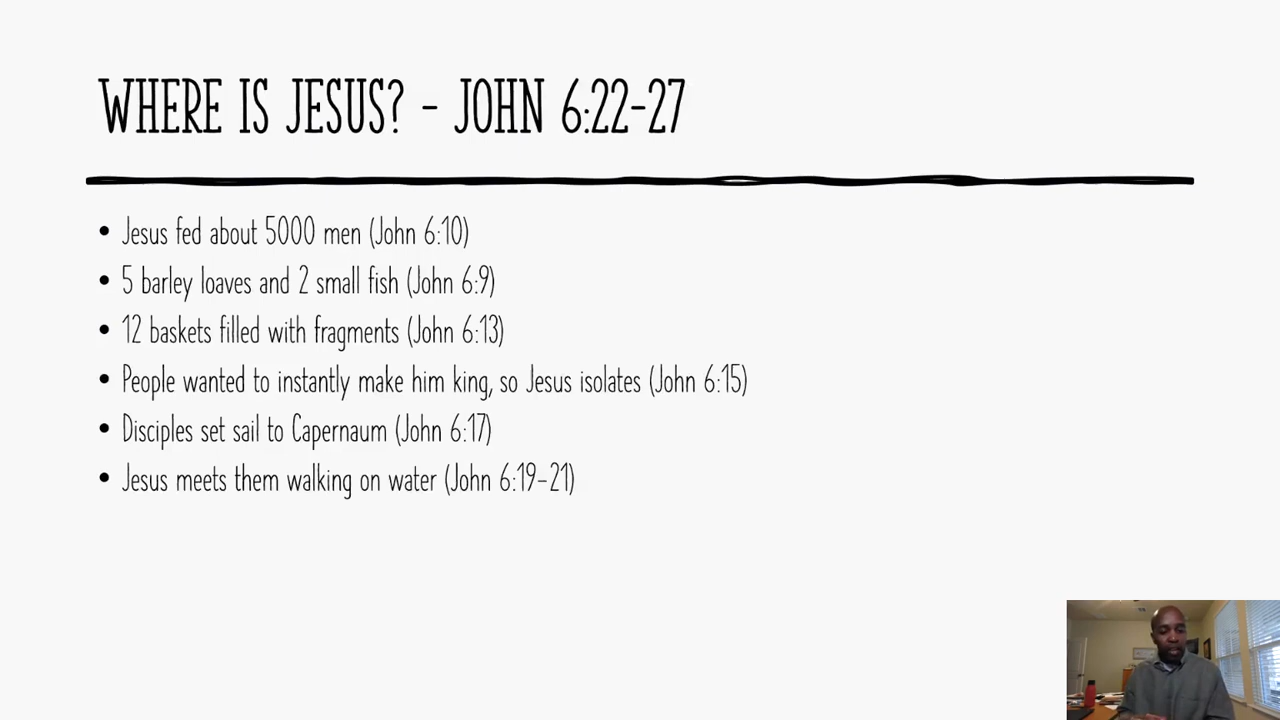 WHERE IS JESUS? - JOHN 6:22-27
• Jesus fed about 5000 men (John 6:10)
• 5 barley loaves and 2 small fish (John 6:9)
• 12 baskets filled with fragments (John 6:13)
• People wanted to instantly make him king, so Jesus isolates (John 6:15)
• Disciples set sail to Capernaum (John 6:17)
• Jesus meets them walking on water (John 6:19-21)